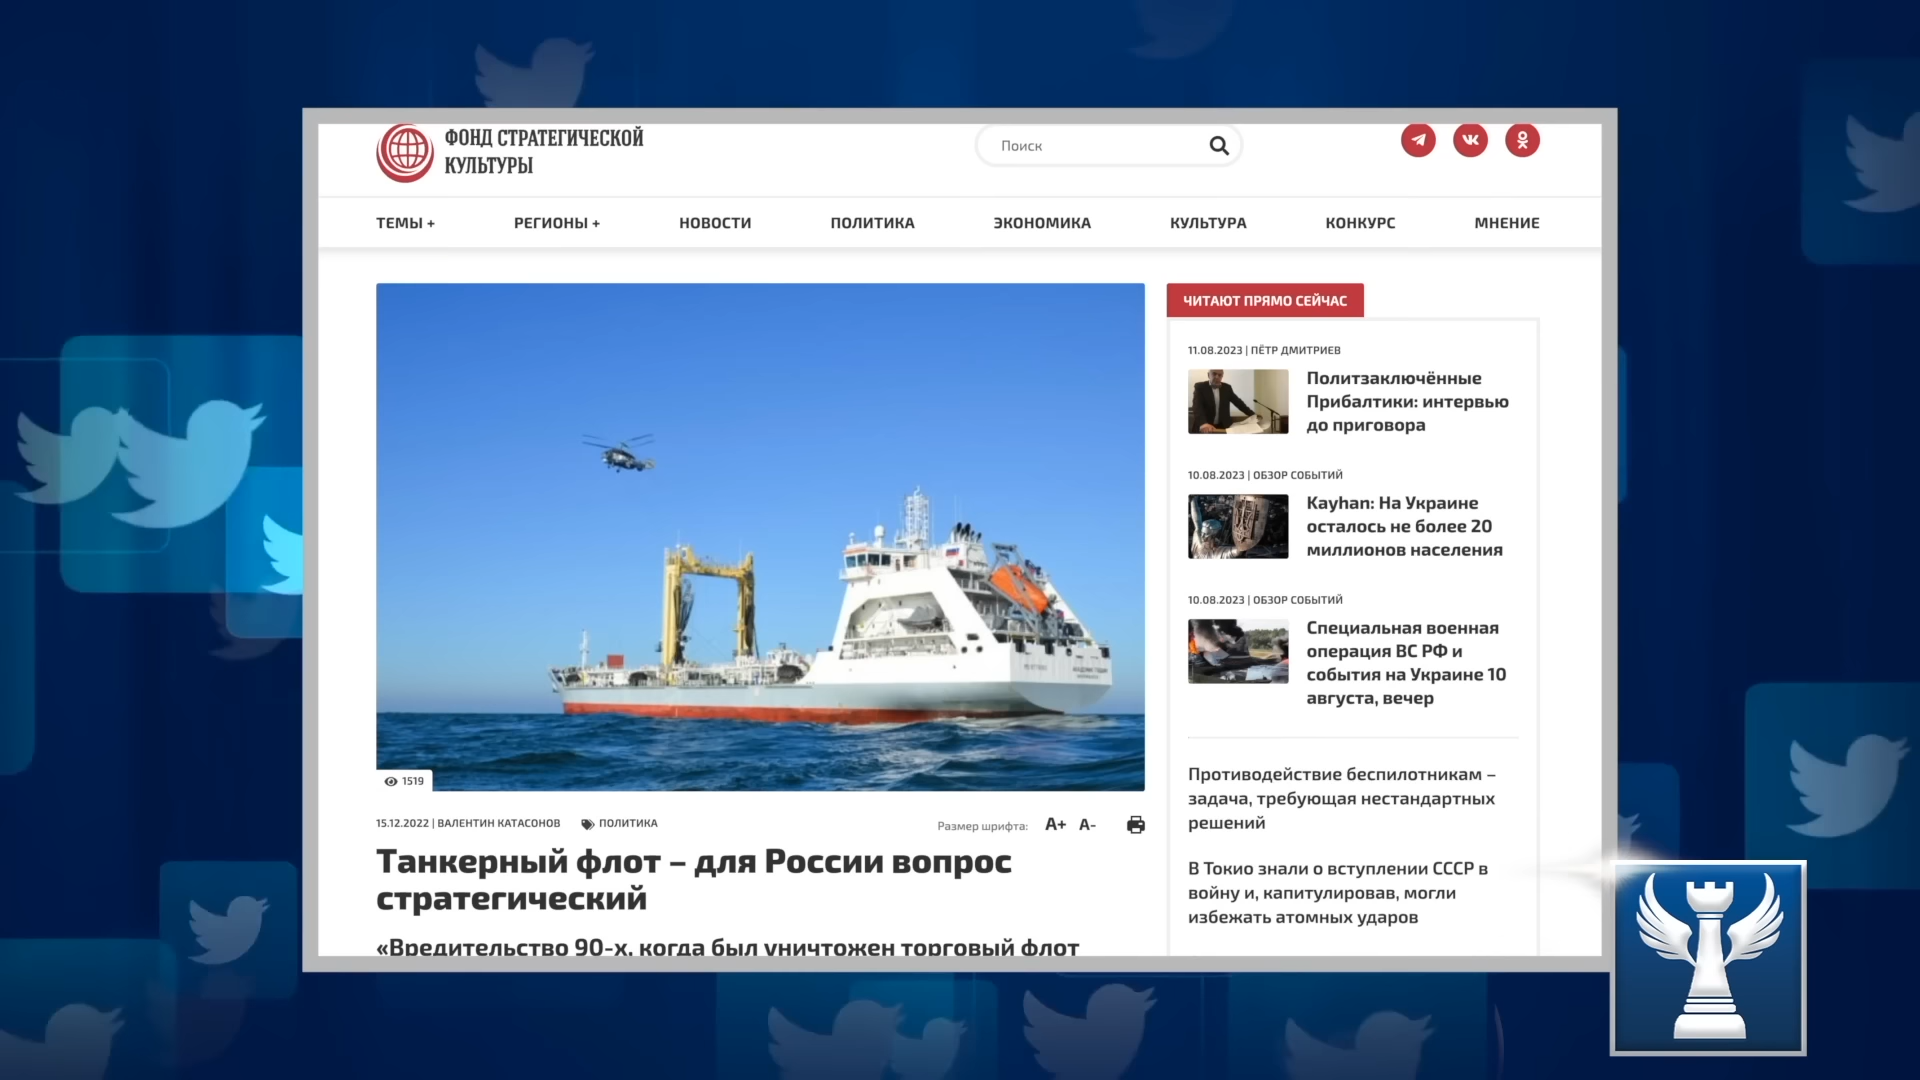 ФОНД СТРАТЕГИЧЕСКОЙ
КУЛЬТУРЫ
Поиск
ТЕМЫ +
РЕГИОНЫ +
НОВОСТИ
ПОЛИТИКА
ЭКОНОМИКА
КУЛЬТУРА
КОНКУРС
МНЕНИЕ
1519
15.12.2022 | ВАЛЕНТИН КАТАСОНОВ
ПОЛИТИКА
Размер шрифта:
A+ A-
Танкерный флот – для России вопрос
стратегический
«Вредительство 90-х, когда был уничтожен торговый флот
ЧИТАЮТ ПРЯМО СЕЙЧАС
11.08.2023 | ПЁТР ДМИТРИЕВ
Политзаключённые
Прибалтики: интервью
до приговора
10.08.2023 | ОБЗОР СОБЫТИЙ
Kayhan: На Украине
осталось не более 20
миллионов населения
10.08.2023 | ОБЗОР СОБЫТИЙ
Специальная военная
операция ВС РФ и
события на Украине 10
августа, вечер
Противодействие беспилотникам –
задача, требующая нестандартных
решений
В Токио знали о вступлении СССР в
войну и, капитулировав, могли
избежать атомных ударов